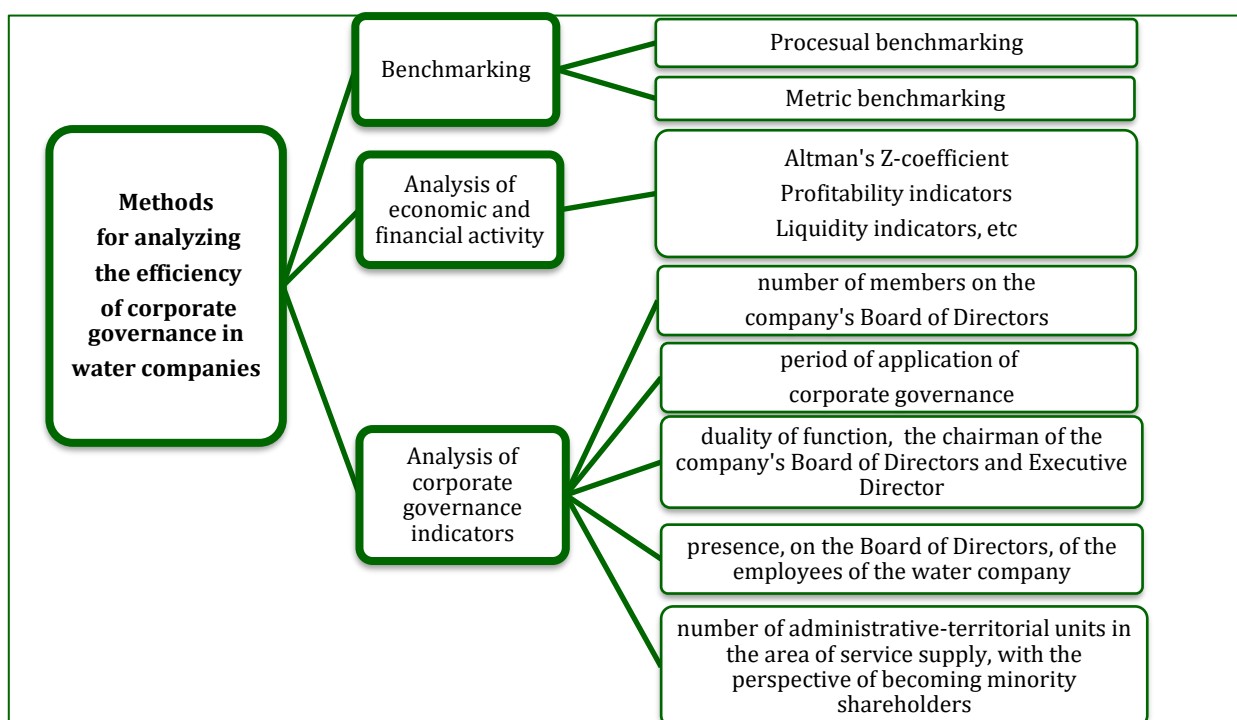 Methods
for analyzing
the efficiency
of corporate
governance in
water companies
Benchmarking
Procesual benchmarking
Metric benchmarking
Analysis of
economic and
financial activity
Altman's Z-coefficient
Profitability indicators
Liquidity indicators, etc
Analysis of
corporate
governance
indicators
number of members on the
company's Board of Directors
period of application of
corporate governance
duality of function, the chairman of the
company's Board of Directors and Executive
Director
presence, on the Board of Directors, of the
employees of the water company
number of administrative-territorial units in
the area of service supply, with the
perspective of becoming minority
shareholders